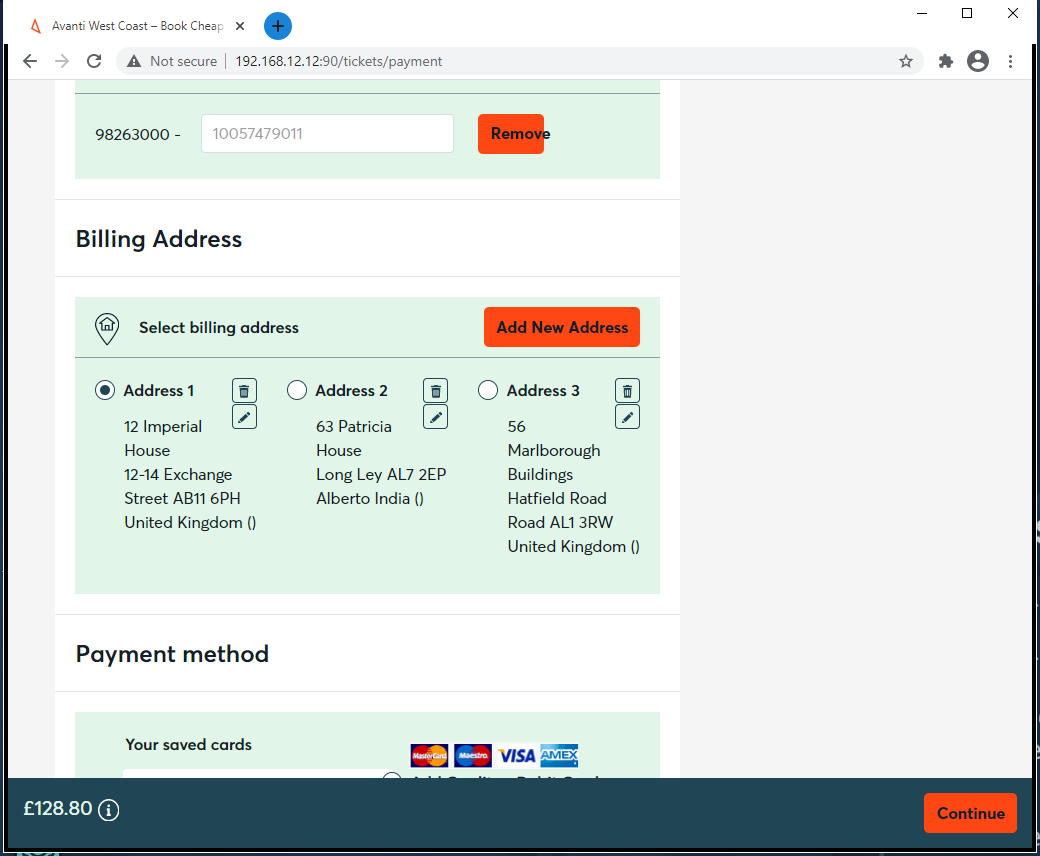 Avanti West Coast – Book Cheap
Not secure
192.168.12.12:90/tickets/payment
98263000 -
10057479011
Remove
Billing Address
Select billing address
Add New Address
Address 1
12 Imperial
House
12-14 Exchange
Street AB11 6PH
United Kingdom ()
Address 2
63 Patricia
House
Long Ley AL7 2EP
Alberto India ()
Address 3
56
Marlborough
Buildings
Hatfield Road
Road AL1 3RW
United Kingdom ()
Payment method
Your saved cards
MasterCard
Maestro
VISA
AMEX
£128.80
Continue